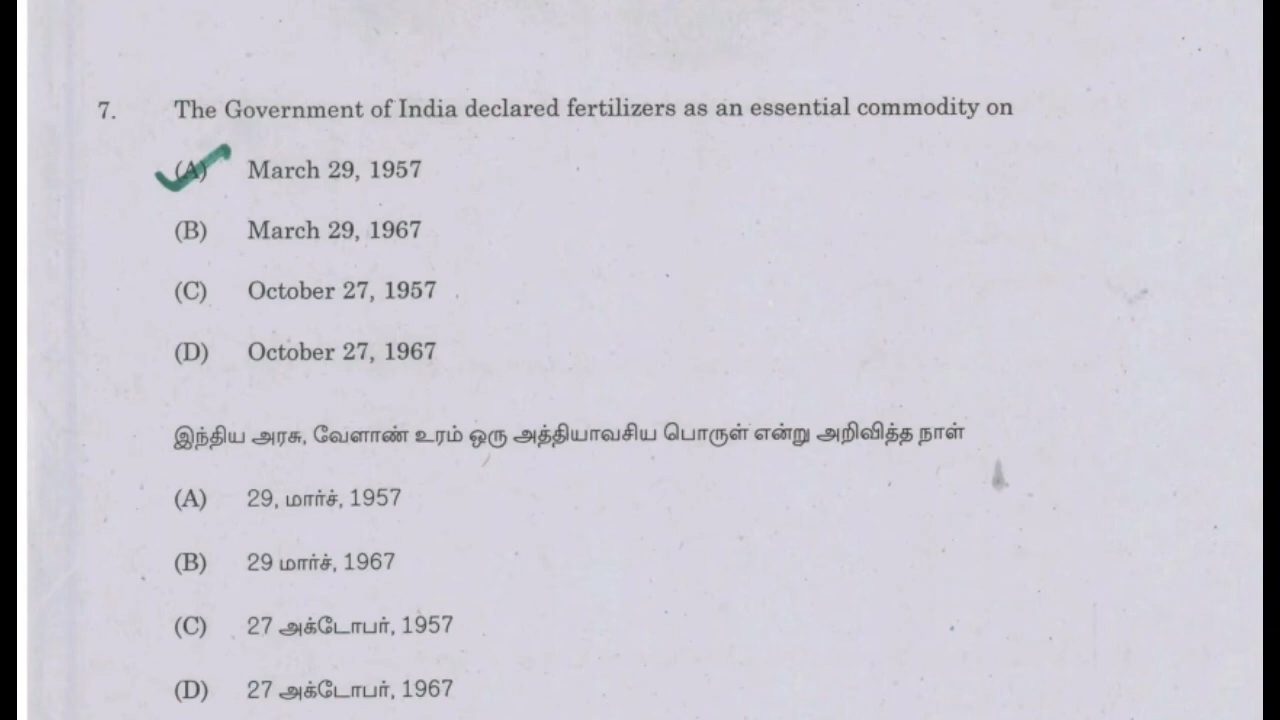 7. The Government of India declared fertilizers as an essential commodity on
(A) March 29, 1957
(B) March 29, 1967
(C) October 27, 1957
(D) October 27, 1967
இந்திய அரசு, வேளாண் உரம் ஒரு அத்தியாவசிய பொருள் என்று அறிவித்த நாள்
(A) 29, மார்ச், 1957
(B) 29 மார்ச், 1967
(C) 27 அக்டோபர், 1957
(D) 27 அக்டோபர், 1967